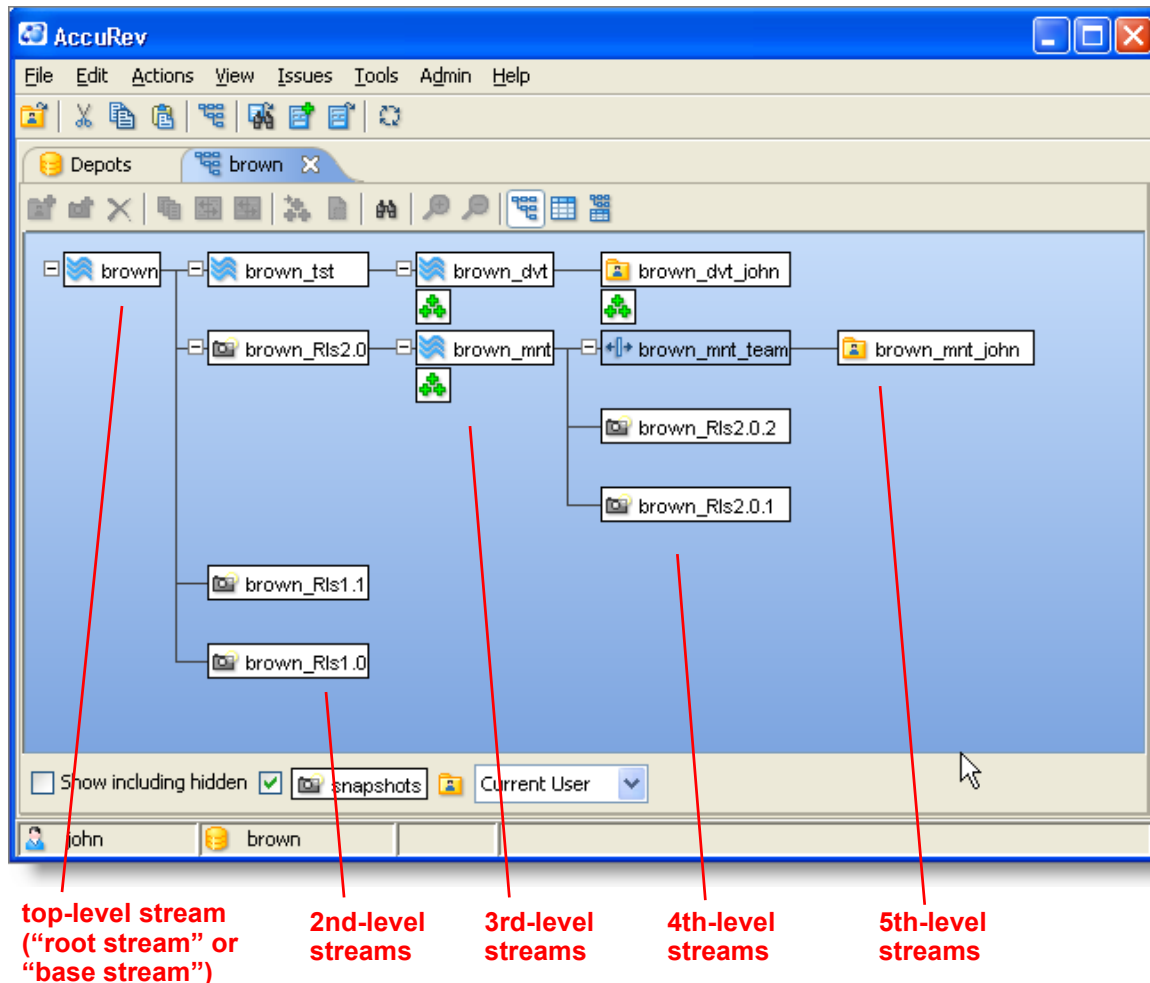 AccuRev
File Edit Actions View Issues Tools Admin Help
Depots brown
brown brown_tst brown_dvt brown_dvt_john
brown_Rls2.0 brown_mnt brown_mnt_team brown_mnt_john
brown_Rls2.0.2
brown_Rls2.0.1
brown_Rls1.1
brown_Rls1.0
Show including hidden snapshots Current User
john brown
top-level stream
(“root stream” or
“base stream”)
2nd-level
streams
3rd-level
streams
4th-level
streams
5th-level
streams